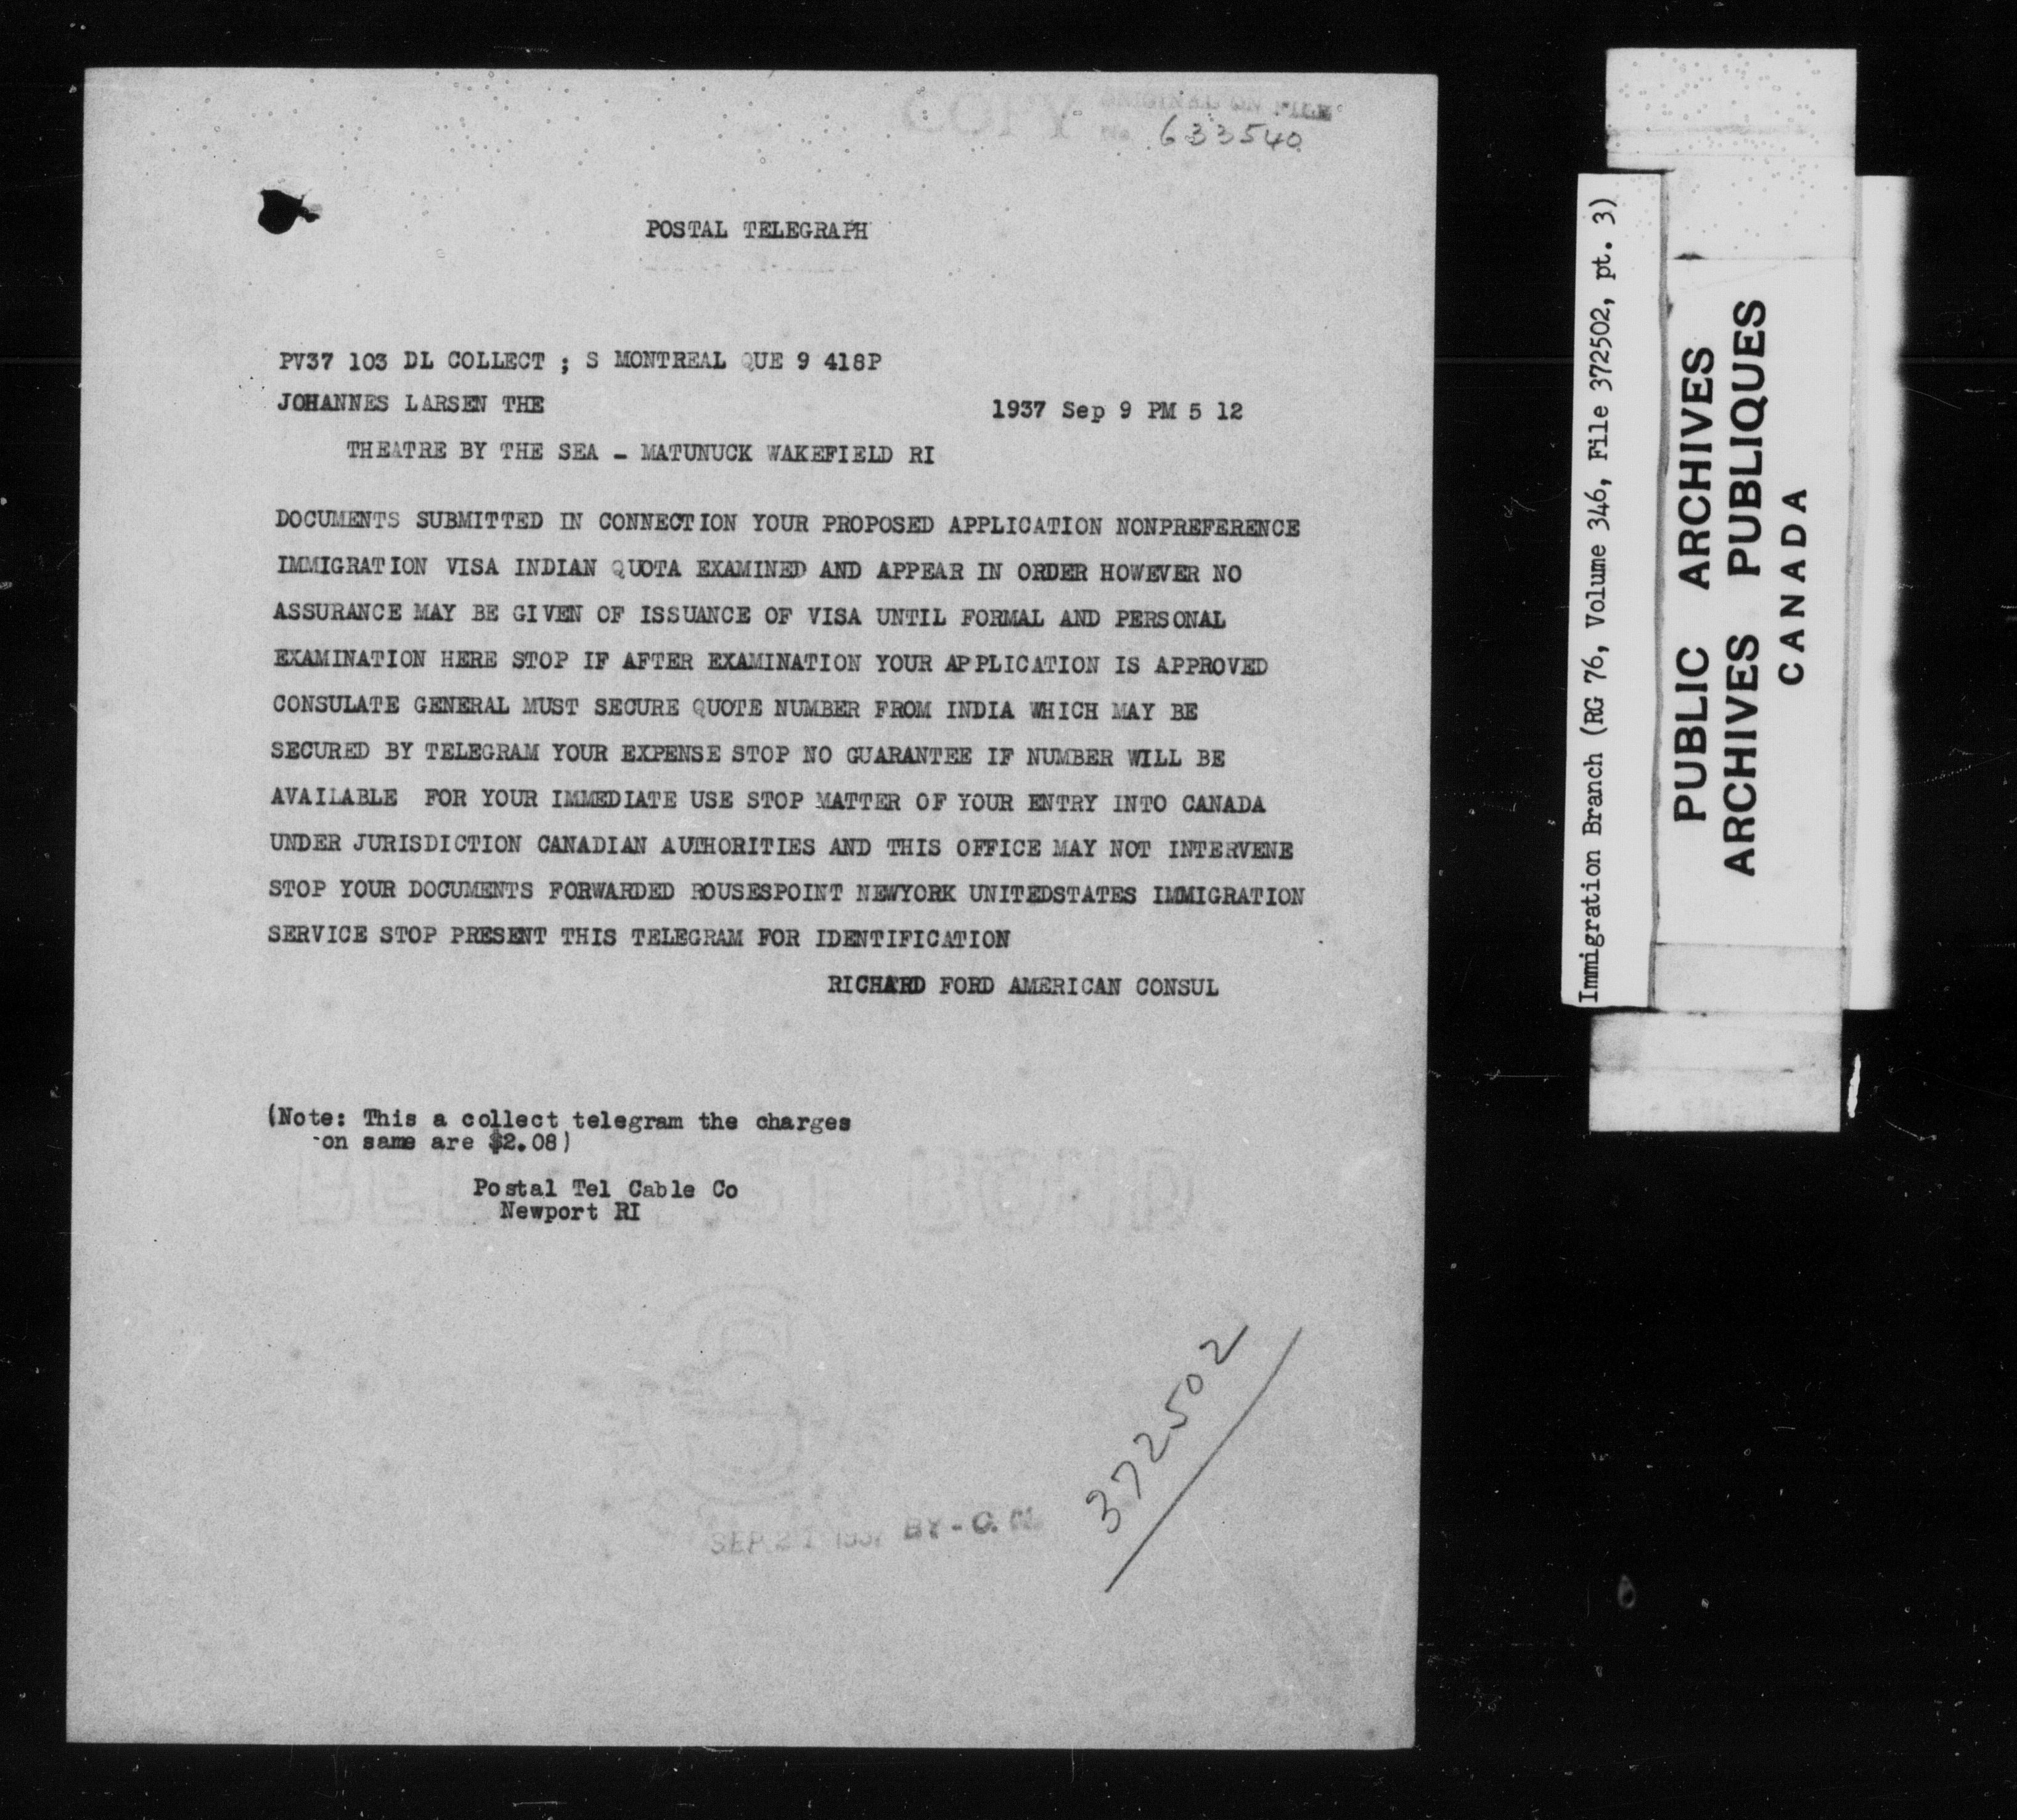 COPY ORIGINAL ON FILE
No. 633540
POSTAL TELEGRAPH
PV37 103 DL COLLECT ; S MONTREAL QUE 9 418P
JOHANNES LARSEN THE
1937 Sep 9 PM 5 12
THEATRE BY THE SEA - MATUNUCK WAKEFIELD RI
DOCUMENTS SUBMITTED IN CONNECTION YOUR PROPOSED APPLICATION NONPREFERENCE
IMMIGRATION VISA INDIAN QUOTA EXAMINED AND APPEAR IN ORDER HOWEVER NO
ASSURANCE MAY BE GIVEN OF ISSUANCE OF VISA UNTIL FORMAL AND PERSONAL
EXAMINATION HERE STOP IF AFTER EXAMINATION YOUR APPLICATION IS APPROVED
CONSULATE GENERAL MUST SECURE QUOTE NUMBER FROM INDIA WHICH MAY BE
SECURED BY TELEGRAM YOUR EXPENSE STOP NO GUARANTEE IF NUMBER WILL BE
AVAILABLE FOR YOUR IMMEDIATE USE STOP MATTER OF YOUR ENTRY INTO CANADA
UNDER JURISDICTION CANADIAN AUTHORITIES AND THIS OFFICE MAY NOT INTERVENE
STOP YOUR DOCUMENTS FORWARDED ROUSESPOINT NEWYORK UNITEDSTATES IMMIGRATION
SERVICE STOP PRESENT THIS TELEGRAM FOR IDENTIFICATION
RICHARD FORD AMERICAN CONSUL
(Note: This a collect telegram the charges
on same are $2.08)
Postal Tel Cable Co
Newport RI
372502
SEP 21 1937 BY - C.
Immigration Branch (RG 76, Volume 346, File 372502, pt. 3)
PUBLIC ARCHIVES
ARCHIVES PUBLIQUES
CANADA